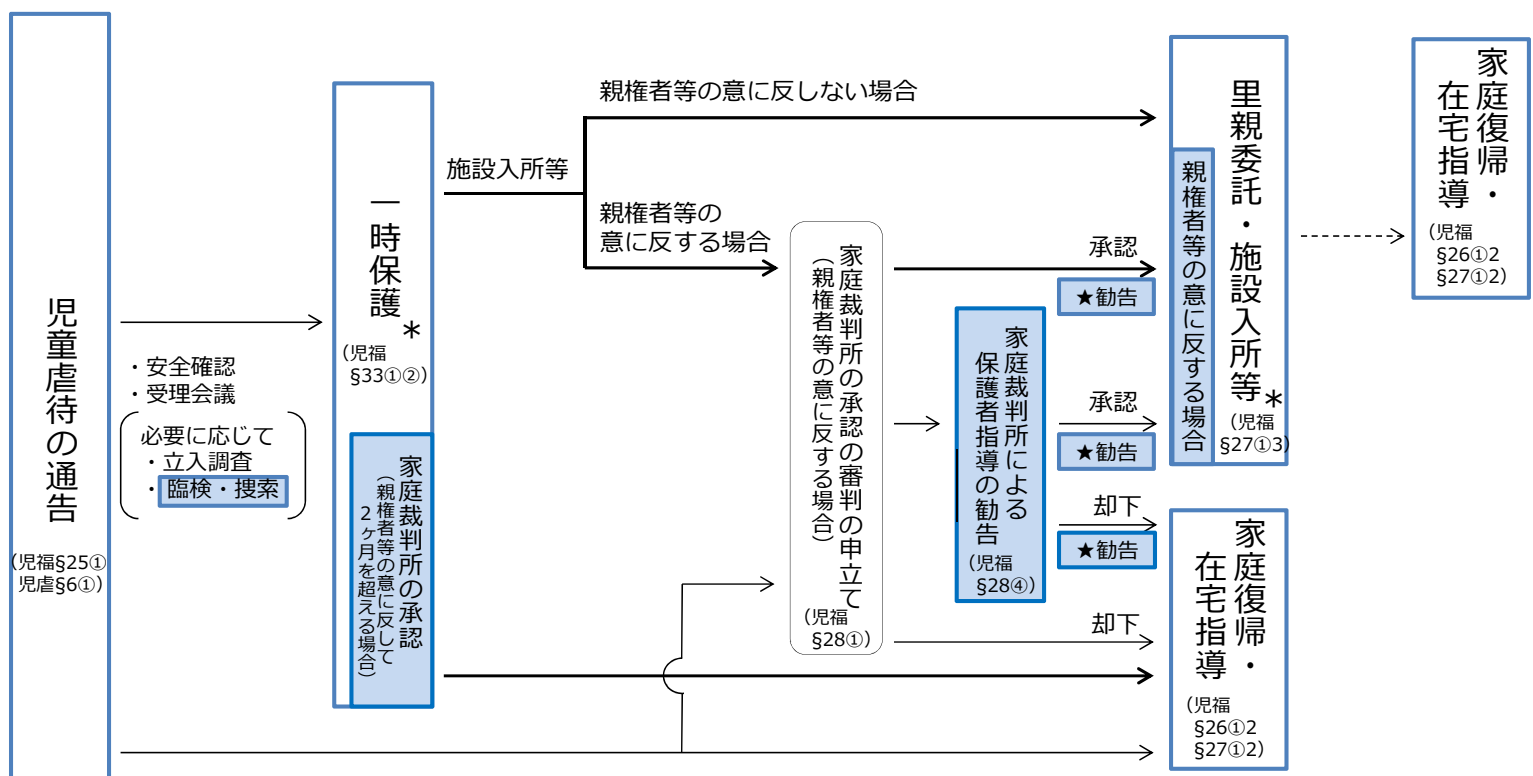 児童虐待の通告
（児福§25①
児虐§6①）
・安全確認
・受理会議
必要に応じて
・立入調査
・臨検・捜索
一時保護＊
（児福
§33①②）
家庭裁判所の承認
（親権者等の意に反して
２ヶ月を超える場合）
施設入所等
親権者等の意に反しない場合
親権者等の
意に反する場合
家庭裁判所の承認の審判の申立て
（親権者等の意に反する場合）
（児福
§28①）
家庭裁判所による
保護者指導の勧告
（児福
§28④）
承認
★勧告
承認
★勧告
却下
★勧告
却下
里親委託・施設入所等＊
（児福
§27①3）
親権者等の意に反する場合
家庭復帰・
在宅指導
（児福
§26①2
§27①2）
家庭復帰・
在宅指導
（児福
§26①2
§27①2）